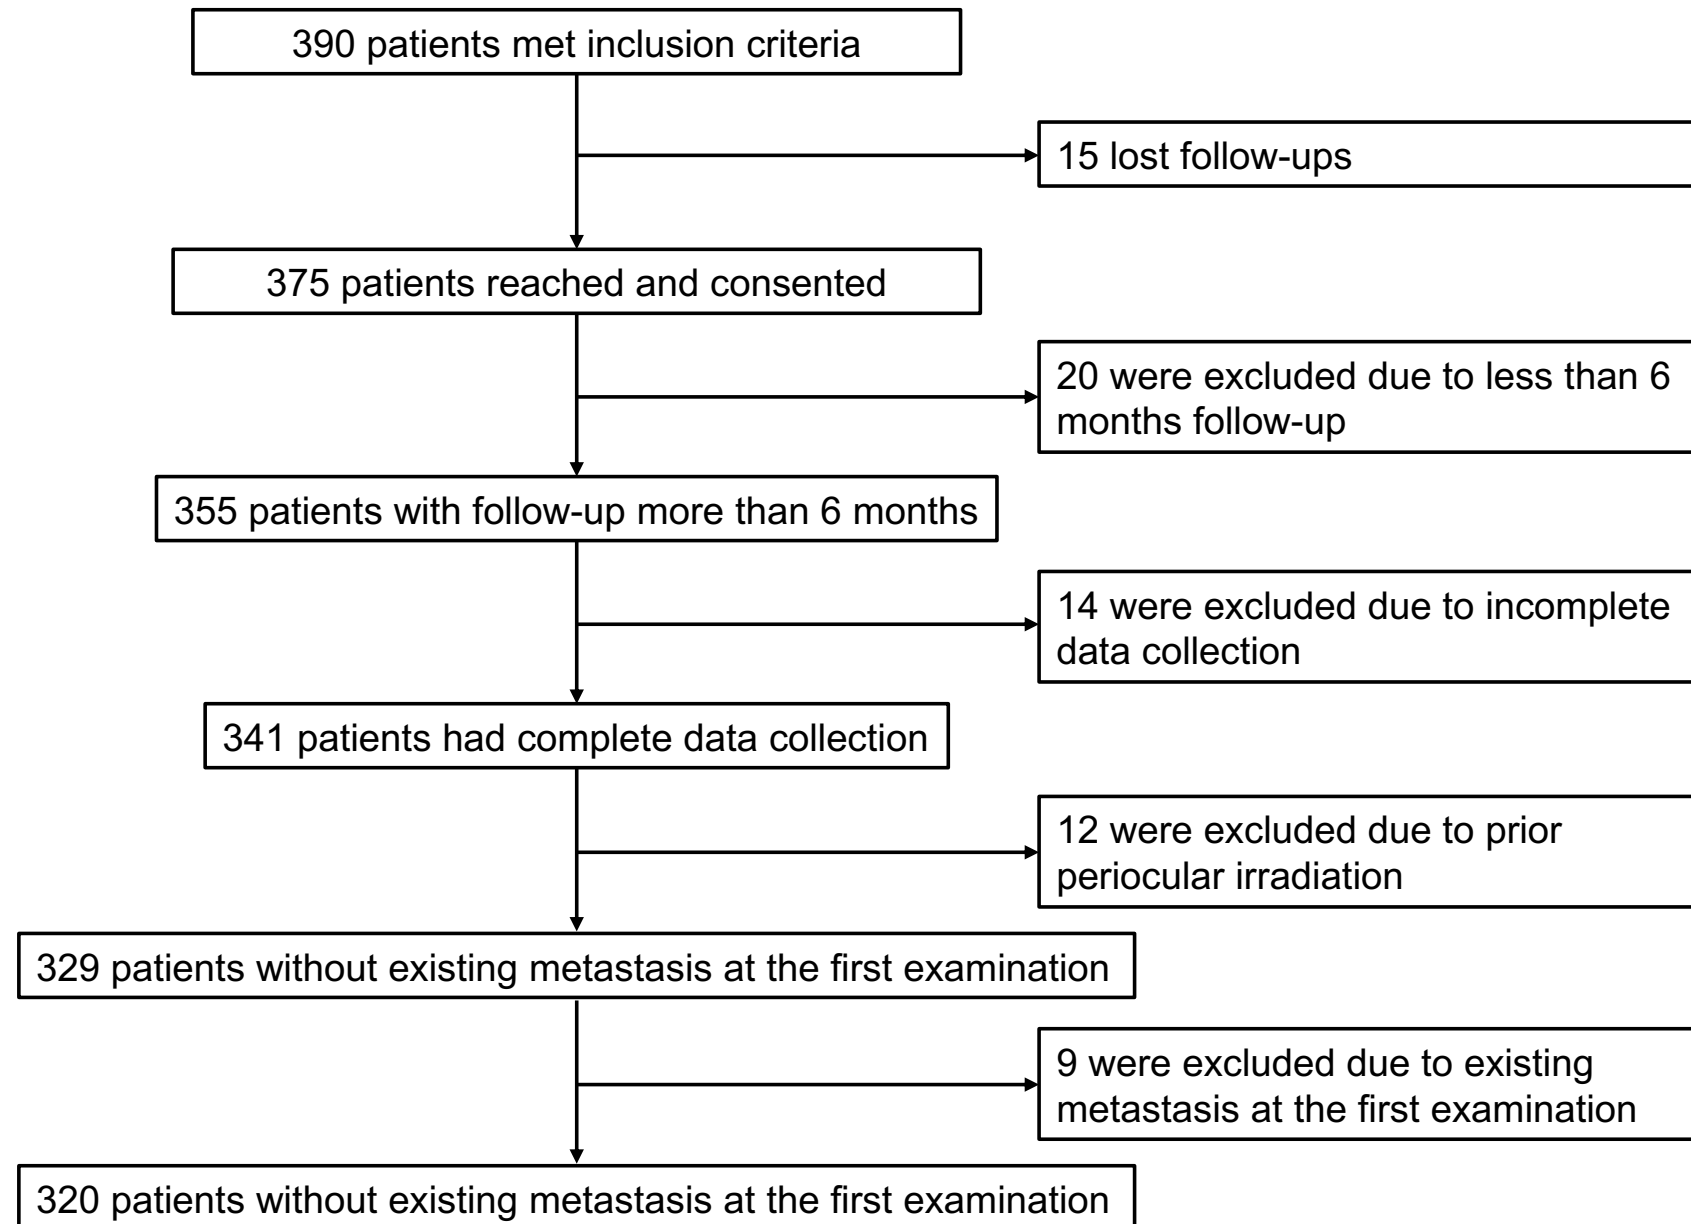 390 patients met inclusion criteria
15 lost follow-ups
375 patients reached and consented
20 were excluded due to less than 6
months follow-up
355 patients with follow-up more than 6 months
14 were excluded due to incomplete
data collection
341 patients had complete data collection
12 were excluded due to prior
periocular irradiation
329 patients without existing metastasis at the first examination
9 were excluded due to existing
metastasis at the first examination
320 patients without existing metastasis at the first examination